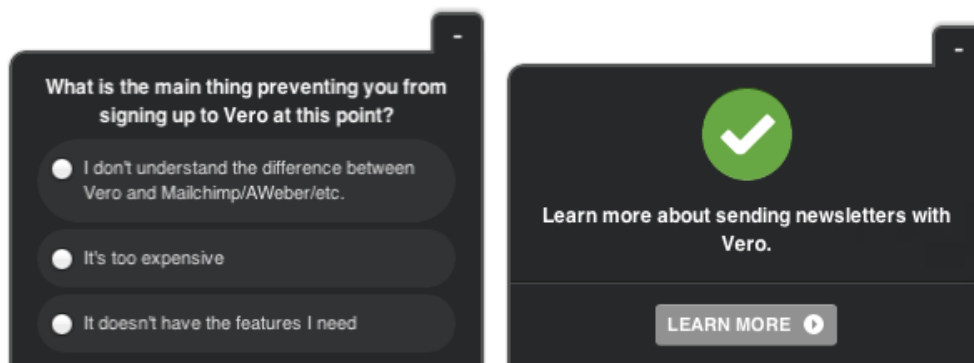 -
What is the main thing preventing you from
signing up to Vero at this point?
I don't understand the difference between
Vero and Mailchimp/AWeber/etc.
It's too expensive
It doesn't have the features I need
-
Learn more about sending newsletters with
Vero.
LEARN MORE